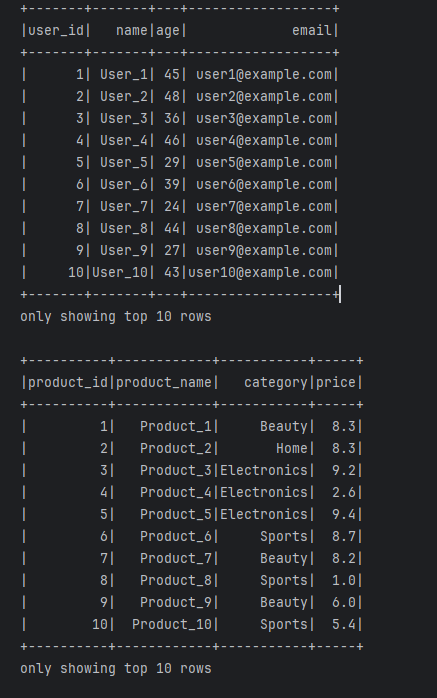 +-------+-------+---+------------------+
|user_id|   name|age|             email|
+-------+-------+---+------------------+
|      1| User_1| 45| user1@example.com|
|      2| User_2| 48| user2@example.com|
|      3| User_3| 36| user3@example.com|
|      4| User_4| 46| user4@example.com|
|      5| User_5| 29| user5@example.com|
|      6| User_6| 39| user6@example.com|
|      7| User_7| 24| user7@example.com|
|      8| User_8| 44| user8@example.com|
|      9| User_9| 27| user9@example.com|
|     10|User_10| 43|user10@example.com|
+-------+-------+---+------------------+
only showing top 10 rows

+----------+------------+-----------+-----+
|product_id|product_name|   category|price|
+----------+------------+-----------+-----+
|         1|   Product_1|     Beauty|  8.3|
|         2|   Product_2|       Home|  8.3|
|         3|   Product_3|Electronics|  9.2|
|         4|   Product_4|Electronics|  2.6|
|         5|   Product_5|Electronics|  9.4|
|         6|   Product_6|     Sports|  8.7|
|         7|   Product_7|     Beauty|  8.2|
|         8|   Product_8|     Sports|  1.0|
|         9|   Product_9|     Beauty|  6.0|
|        10|  Product_10|     Sports|  5.4|
+----------+------------+-----------+-----+
only showing top 10 rows